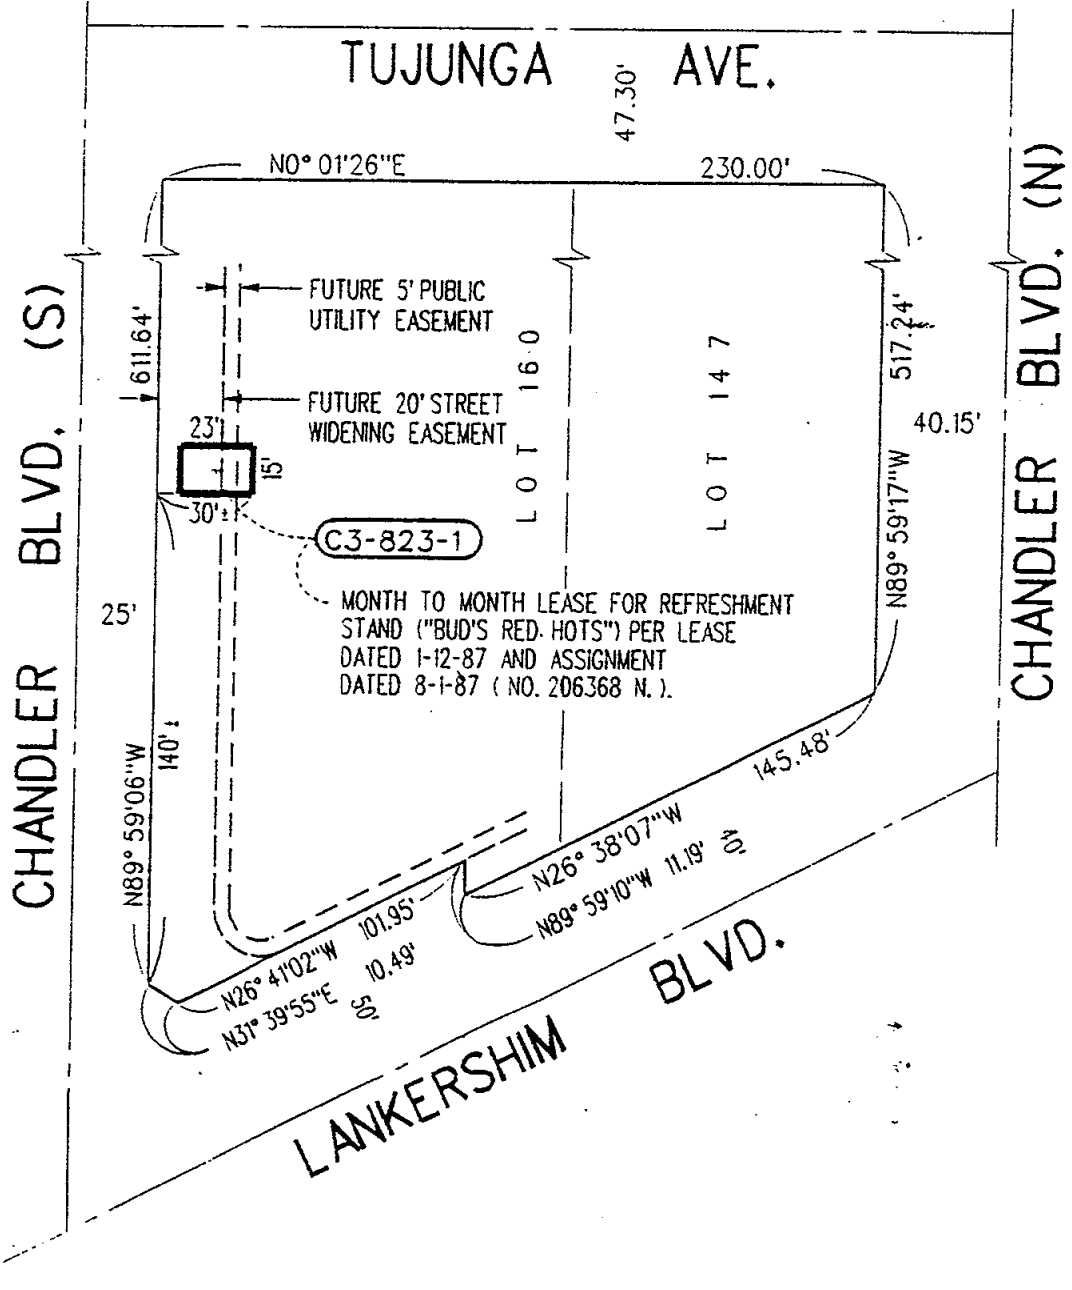 TUJUNGA AVE.
47.30'
N0° 01'26"E
230.00'
CHANDLER BLVD. (S)
CHANDLER BLVD. (N)
611.64'
517.24'
FUTURE 5' PUBLIC
UTILITY EASEMENT
LOT 160
LOT 147
FUTURE 20' STREET
WIDENING EASEMENT
23'
15'
30'±
40.15'
N89° 59'17"W
C3-823-1
25'
MONTH TO MONTH LEASE FOR REFRESHMENT
STAND ("BUD'S RED HOTS") PER LEASE
DATED 1-12-87 AND ASSIGNMENT
DATED 8-1-87 (NO. 206368 N.).
140'±
N89° 59'06"W
145.48'
N26° 38'07"W
N89° 59'10"W 11.19'
40'
N26° 41'02"W 101.95'
N31° 39'55"E 10.49'
50'
LANKERSHIM BLVD.